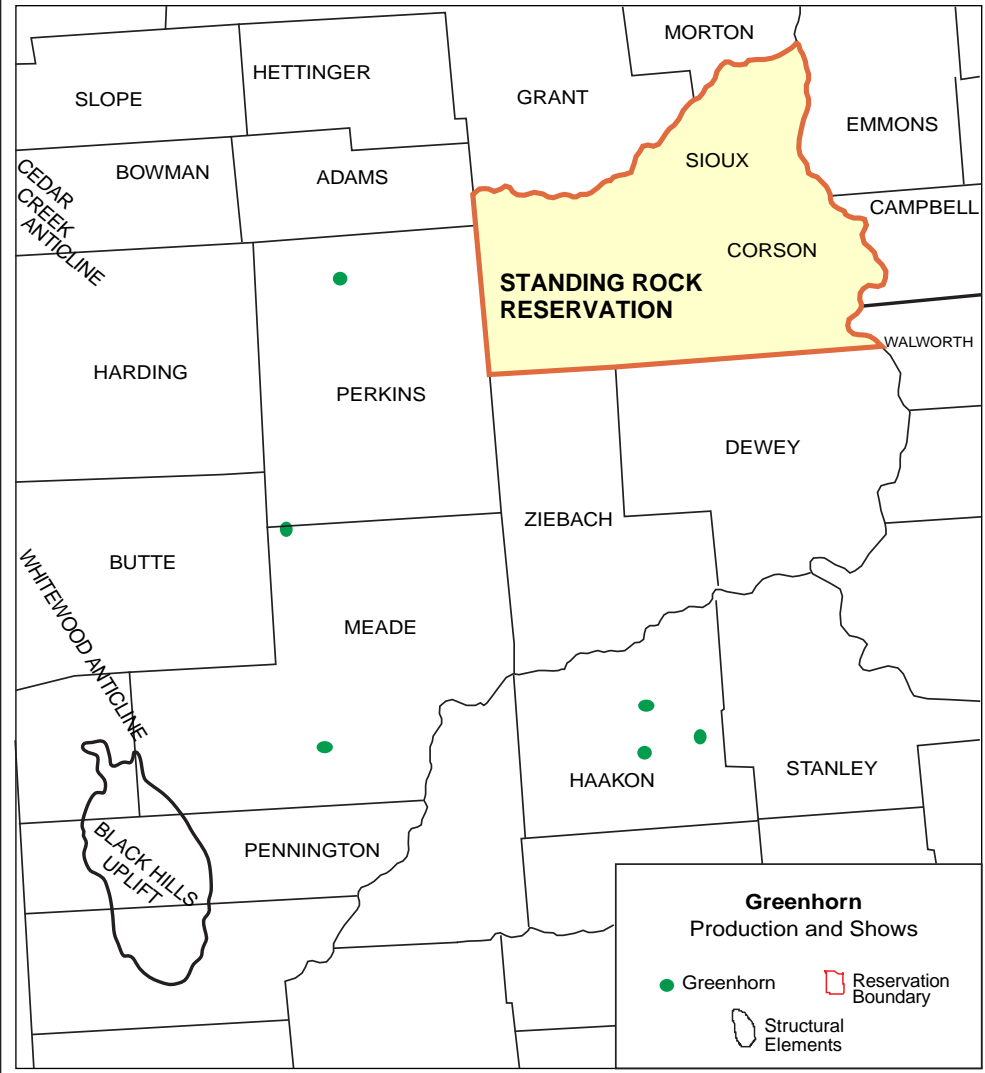 MORTON
HETTINGER
SLOPE
GRANT
EMMONS
SIOUX
BOWMAN
ADAMS
CEDAR
CREEK
ANTICLINE
CAMPBELL
CORSON
STANDING ROCK
RESERVATION
WALWORTH
HARDING
PERKINS
DEWEY
ZIEBACH
BUTTE
WHITEWOOD ANTICLINE
MEADE
STANLEY
HAAKON
BLACK HILLS
UPLIFT
PENNINGTON
Greenhorn
Production and Shows
Greenhorn
Reservation
Boundary
Structural
Elements